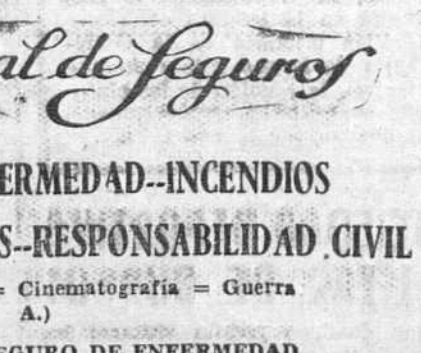 al de Seguros
ERMEDAD--INCENDIOS
S--RESPONSABILIDAD CIVIL
= Cinematografía = Guerra
A.)
EGURO DE ENFERMEDAD